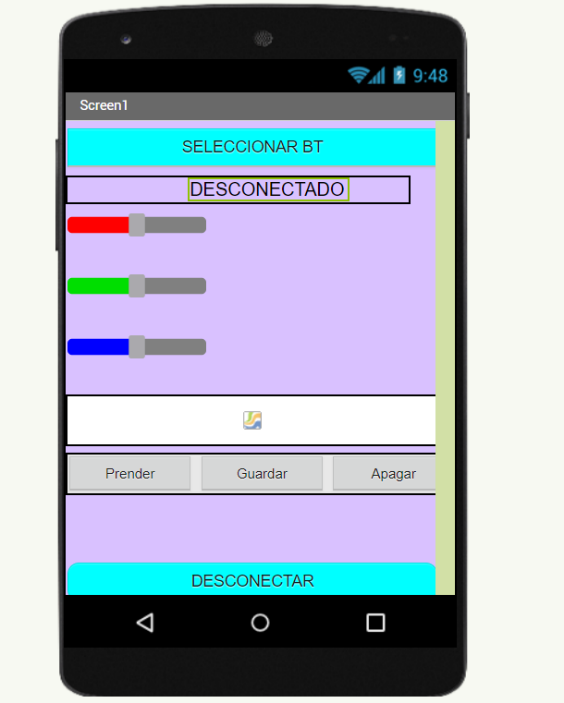 9:48
Screen1
SELECCIONAR BT
DESCONECTADO
Prender Guardar Apagar
DESCONECTAR